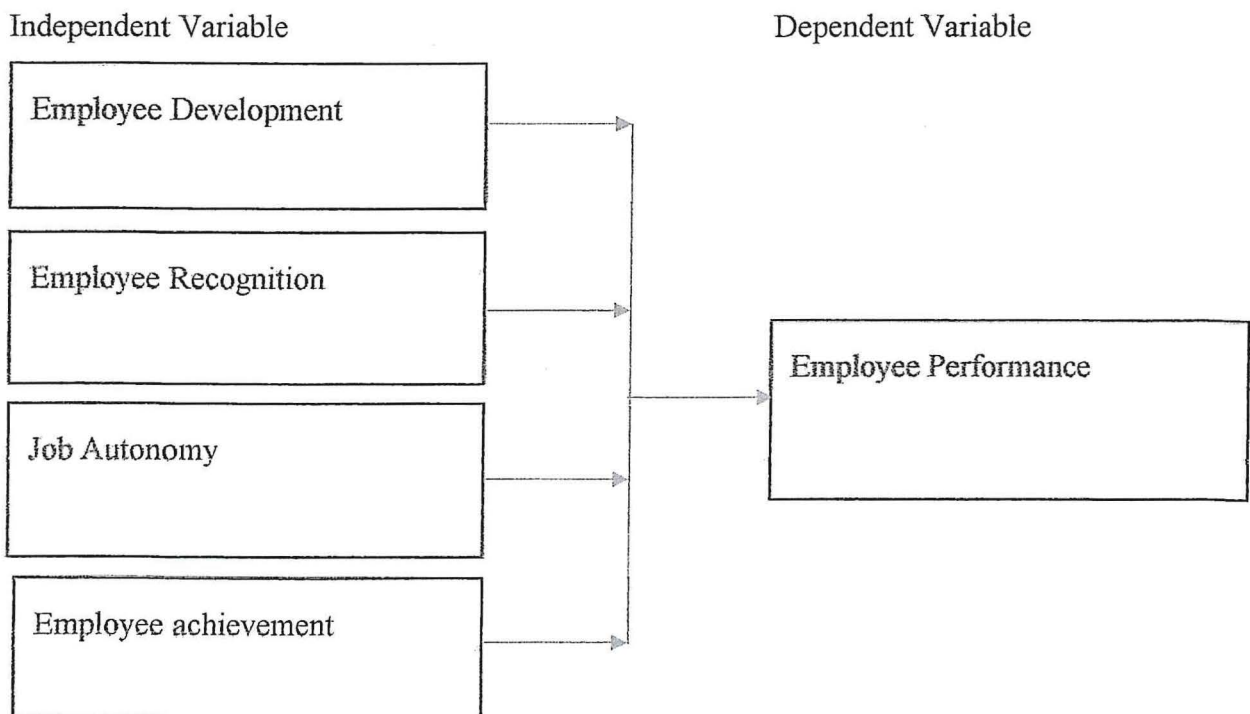 Independent Variable
Dependent Variable
Employee Development
Employee Recognition
Job Autonomy
Employee achievement
Employee Performance